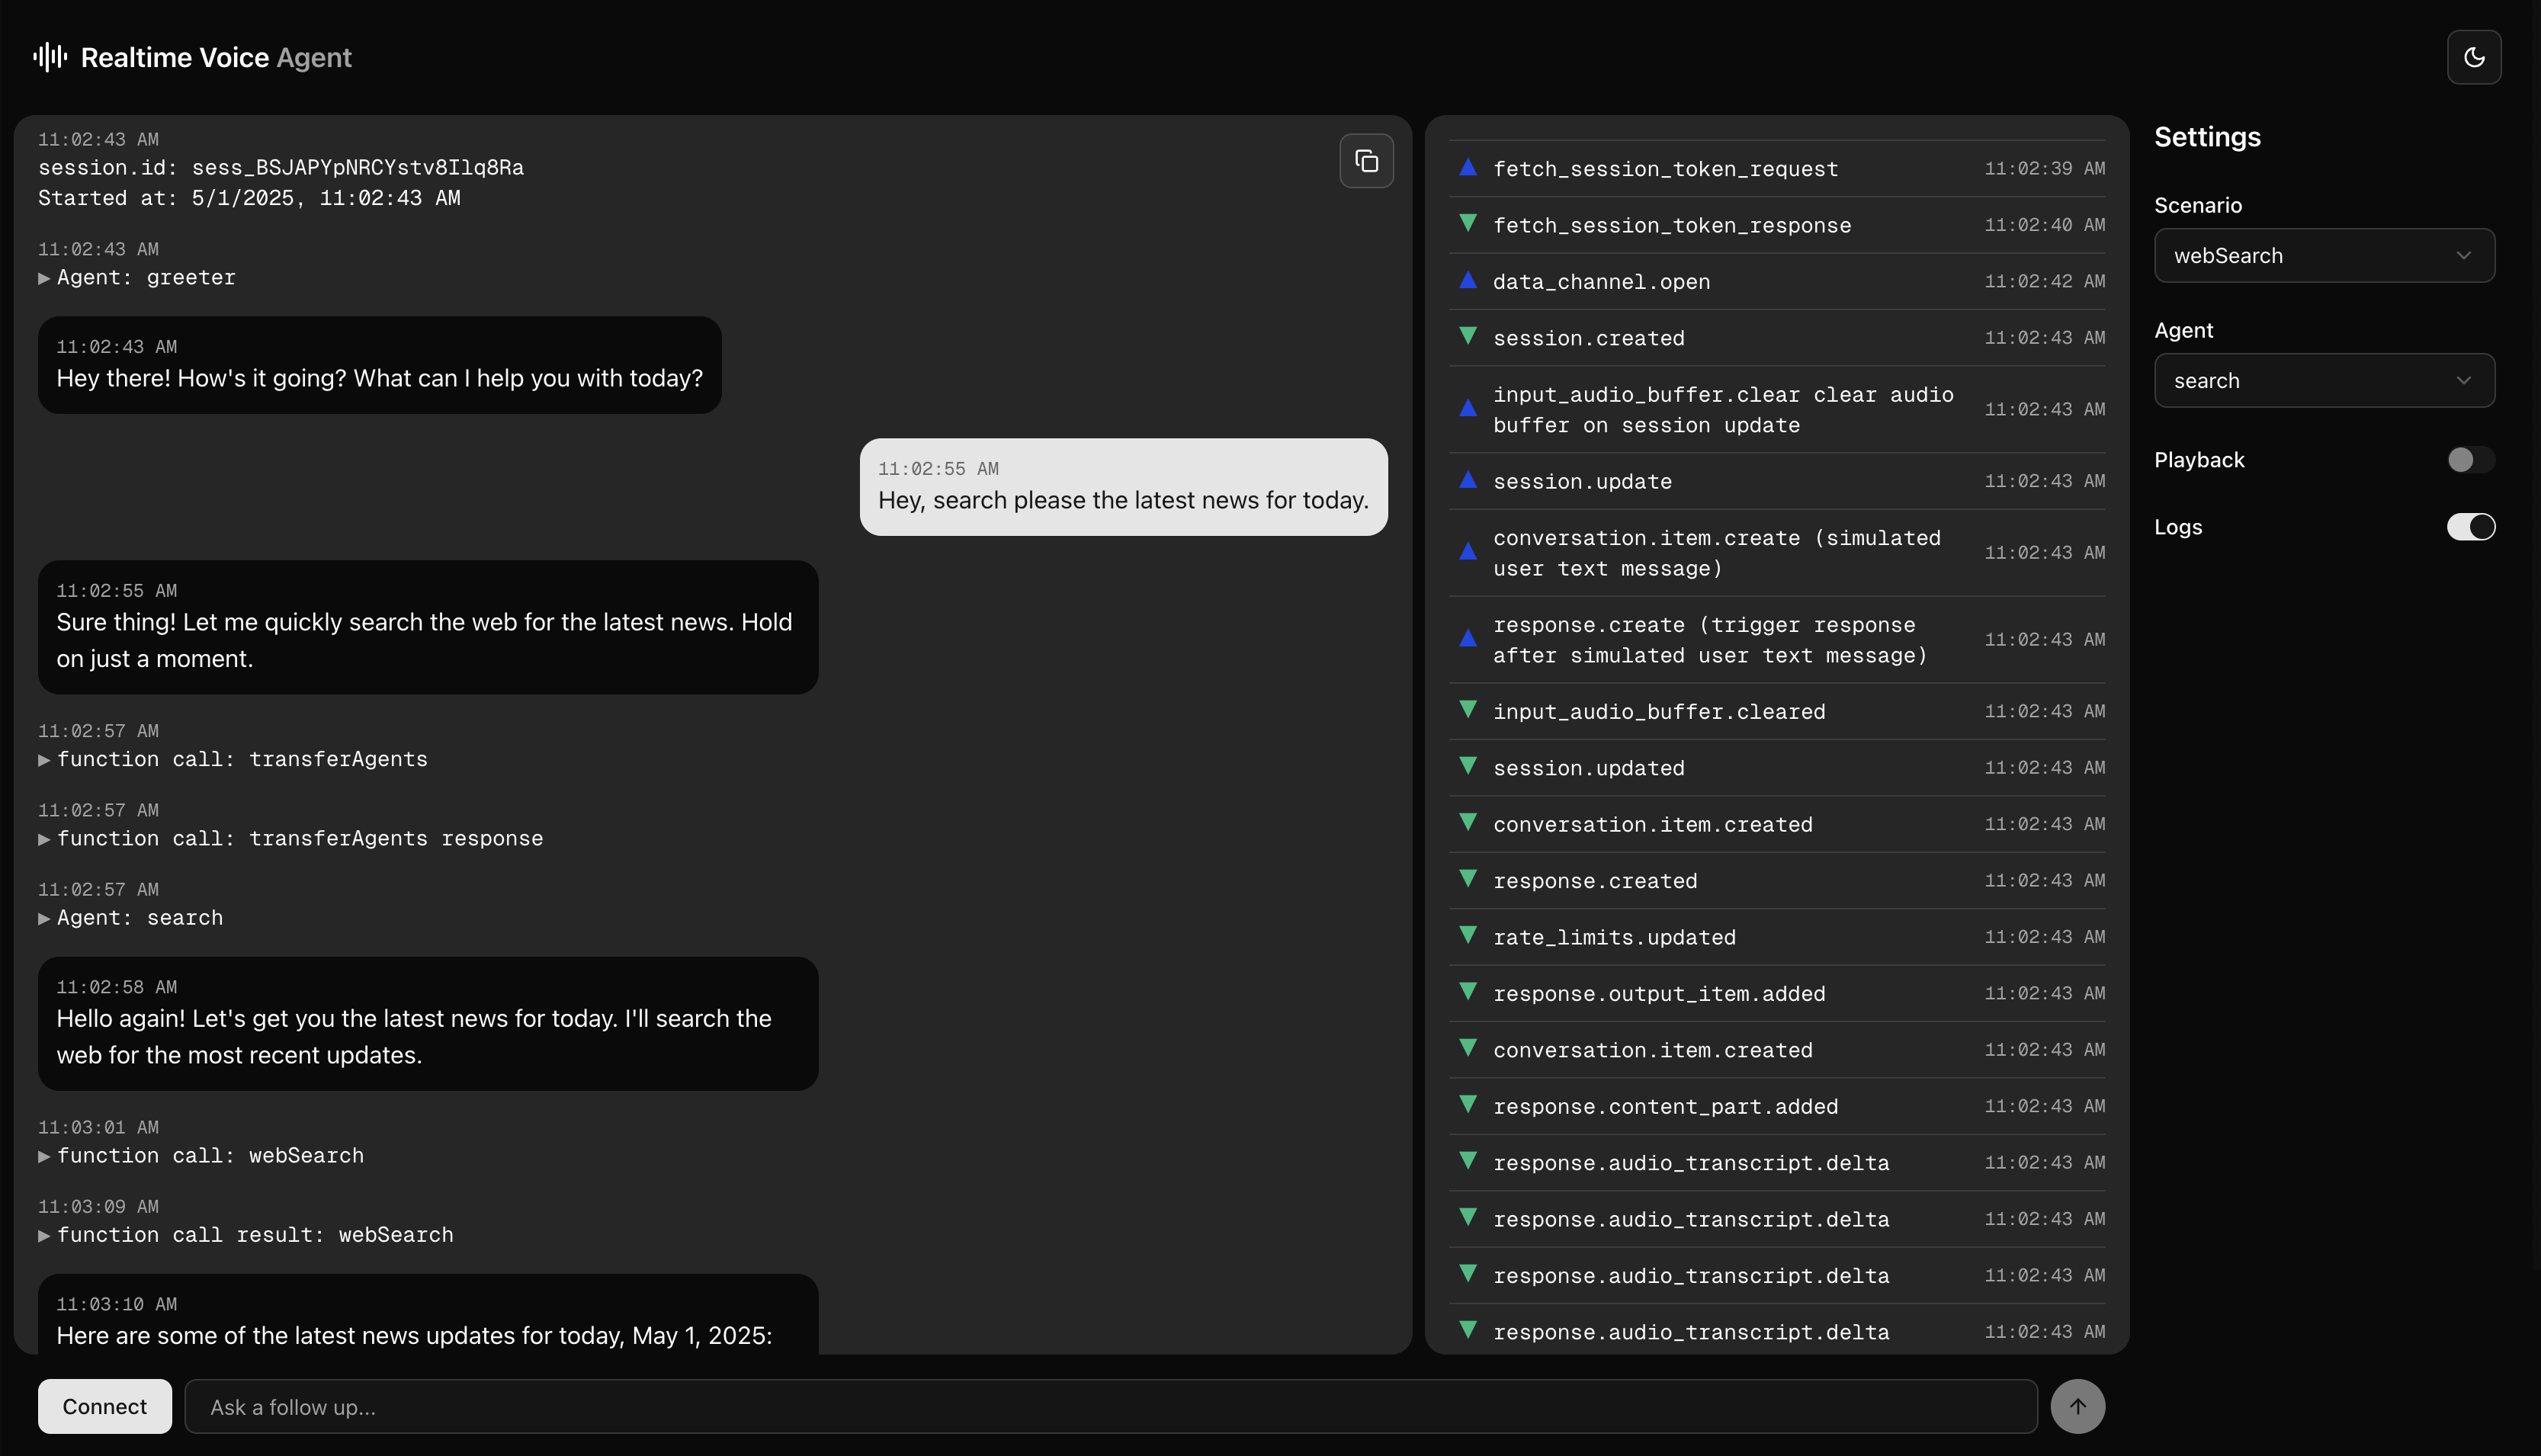 Realtime Voice Agent
11:02:43 AM
session.id: sess_BSJAPYpNRCYstv8Ilq8Ra
Started at: 5/1/2025, 11:02:43 AM
11:02:43 AM
Agent: greeter
11:02:43 AM
Hey there! How's it going? What can I help you with today?
11:02:55 AM
Hey, search please the latest news for today.
11:02:55 AM
Sure thing! Let me quickly search the web for the latest news. Hold
on just a moment.
11:02:57 AM
function call: transferAgents
11:02:57 AM
function call: transferAgents response
11:02:57 AM
Agent: search
11:02:58 AM
Hello again! Let's get you the latest news for today. I'll search the
web for the most recent updates.
11:03:01 AM
function call: webSearch
11:03:09 AM
function call result: webSearch
11:03:10 AM
Here are some of the latest news updates for today, May 1, 2025:
Connect
Ask a follow up...
fetch_session_token_request 11:02:39 AM
fetch_session_token_response 11:02:40 AM
data_channel.open 11:02:42 AM
session.created 11:02:43 AM
input_audio_buffer.clear clear audio
buffer on session update 11:02:43 AM
session.update 11:02:43 AM
conversation.item.create (simulated
user text message) 11:02:43 AM
response.create (trigger response
after simulated user text message) 11:02:43 AM
input_audio_buffer.cleared 11:02:43 AM
session.updated 11:02:43 AM
conversation.item.created 11:02:43 AM
response.created 11:02:43 AM
rate_limits.updated 11:02:43 AM
response.output_item.added 11:02:43 AM
conversation.item.created 11:02:43 AM
response.content_part.added 11:02:43 AM
response.audio_transcript.delta 11:02:43 AM
response.audio_transcript.delta 11:02:43 AM
response.audio_transcript.delta 11:02:43 AM
response.audio_transcript.delta 11:02:43 AM
Settings
Scenario
webSearch
Agent
search
Playback
Logs